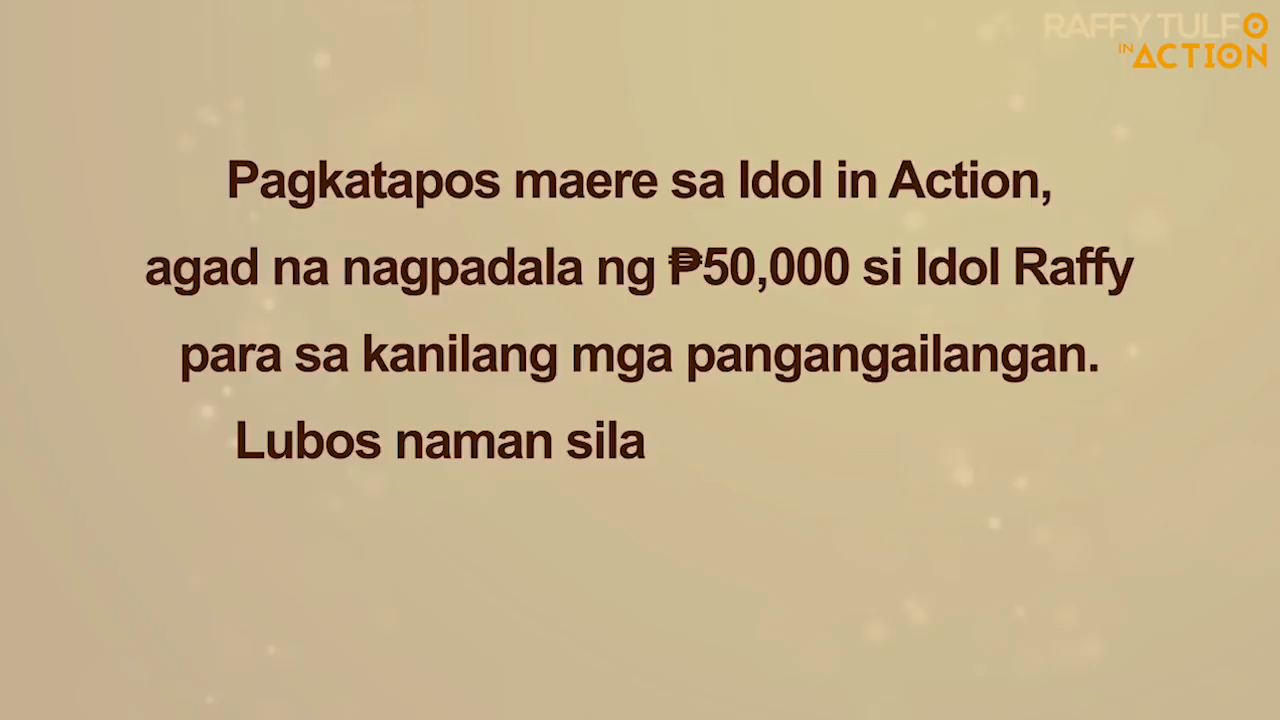 RAFFY TULFO
IN ACTION
Pagkatapos maere sa Idol in Action,
agad na nagpadala ng ₱50,000 si Idol Raffy
para sa kanilang mga pangangailangan.
Lubos naman sila